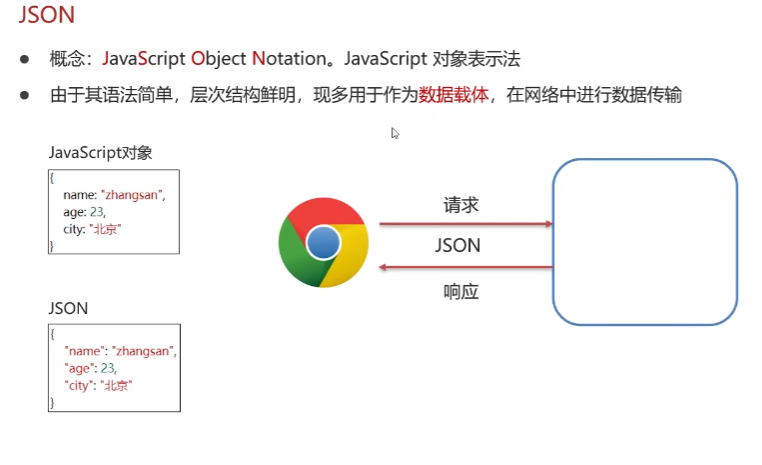 JSON
● 概念：JavaScript Object Notation。JavaScript 对象表示法
● 由于其语法简单，层次结构鲜明，现多用于作为数据载体，在网络中进行数据传输
JavaScript对象
{
name: "zhangsan",
age: 23,
city: "北京"
}
请求
JSON
响应
JSON
{
"name": "zhangsan",
"age": 23,
"city": "北京"
}